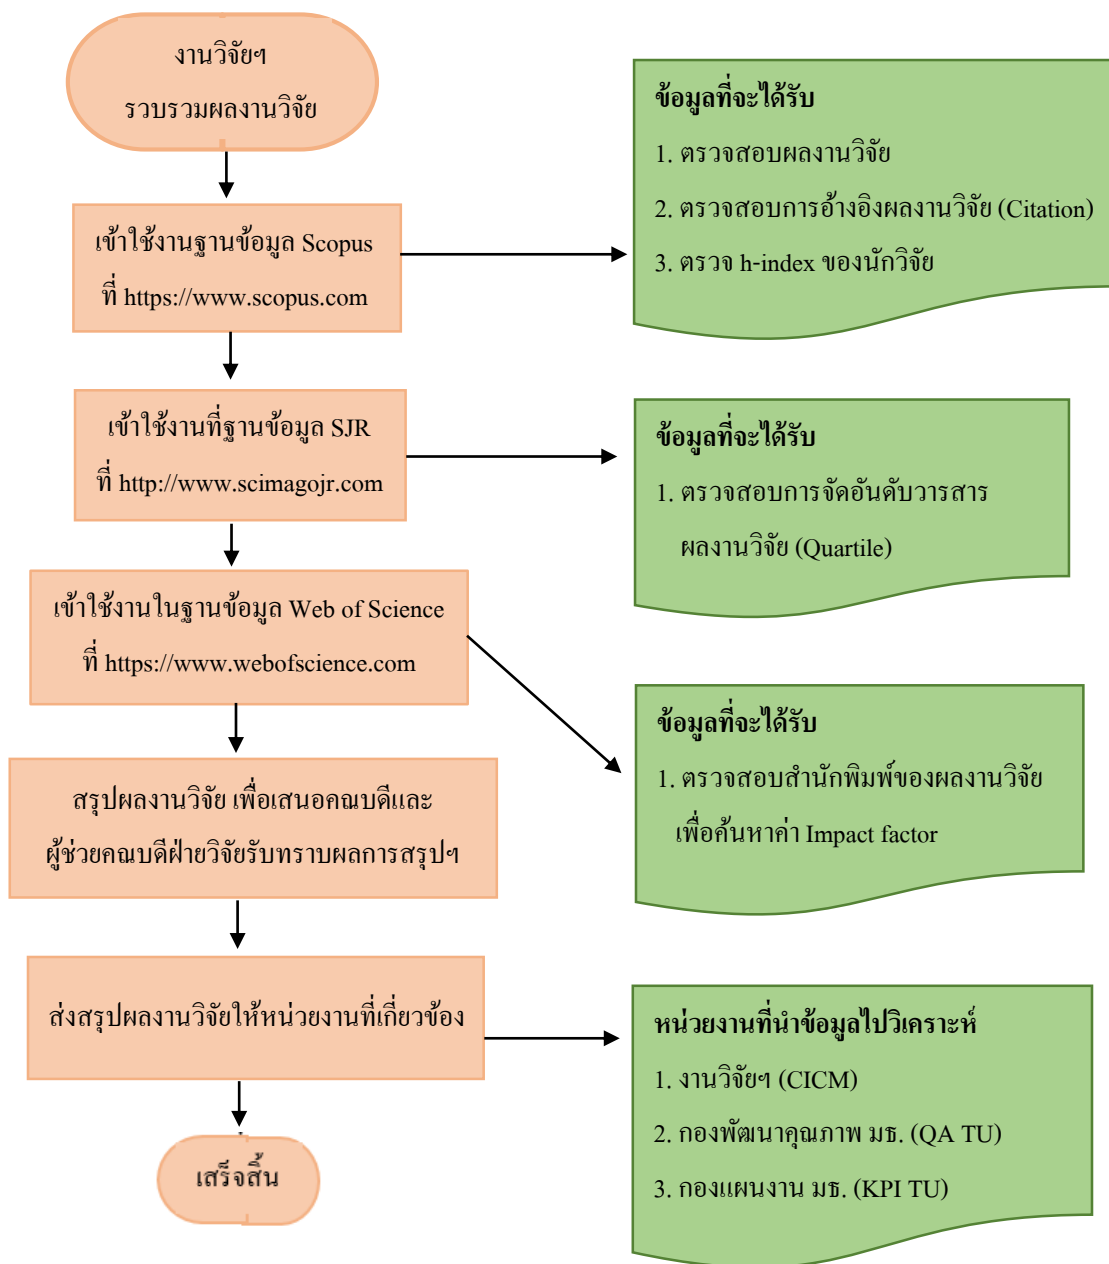 งานวิจัยฯ
รวบรวมผลงานวิจัย
เข้าใช้งานฐานข้อมูล Scopus
ที่ https://www.scopus.com
ข้อมูลที่จะได้รับ
1. ตรวจสอบผลงานวิจัย
2. ตรวจสอบการอ้างอิงผลงานวิจัย (Citation)
3. ตรวจ h-index ของนักวิจัย
เข้าใช้งานที่ฐานข้อมูล SJR
ที่ http://www.scimagojr.com
ข้อมูลที่จะได้รับ
1. ตรวจสอบการจัดอันดับวารสาร
ผลงานวิจัย (Quartile)
เข้าใช้งานในฐานข้อมูล Web of Science
ที่ https://www.webofscience.com
ข้อมูลที่จะได้รับ
1. ตรวจสอบสำนักพิมพ์ของผลงานวิจัย
เพื่อค้นหาค่า Impact factor
สรุปผลงานวิจัย เพื่อเสนอคณบดีและ
ผู้ช่วยคณบดีฝ่ายวิจัยรับทราบผลการสรุปฯ
ส่งสรุปผลงานวิจัยให้หน่วยงานที่เกี่ยวข้อง
หน่วยงานที่นำข้อมูลไปวิเคราะห์
1. งานวิจัยฯ (CICM)
2. กองพัฒนาคุณภาพ มธ. (QA TU)
3. กองแผนงาน มธ. (KPI TU)
เสร็จสิ้น